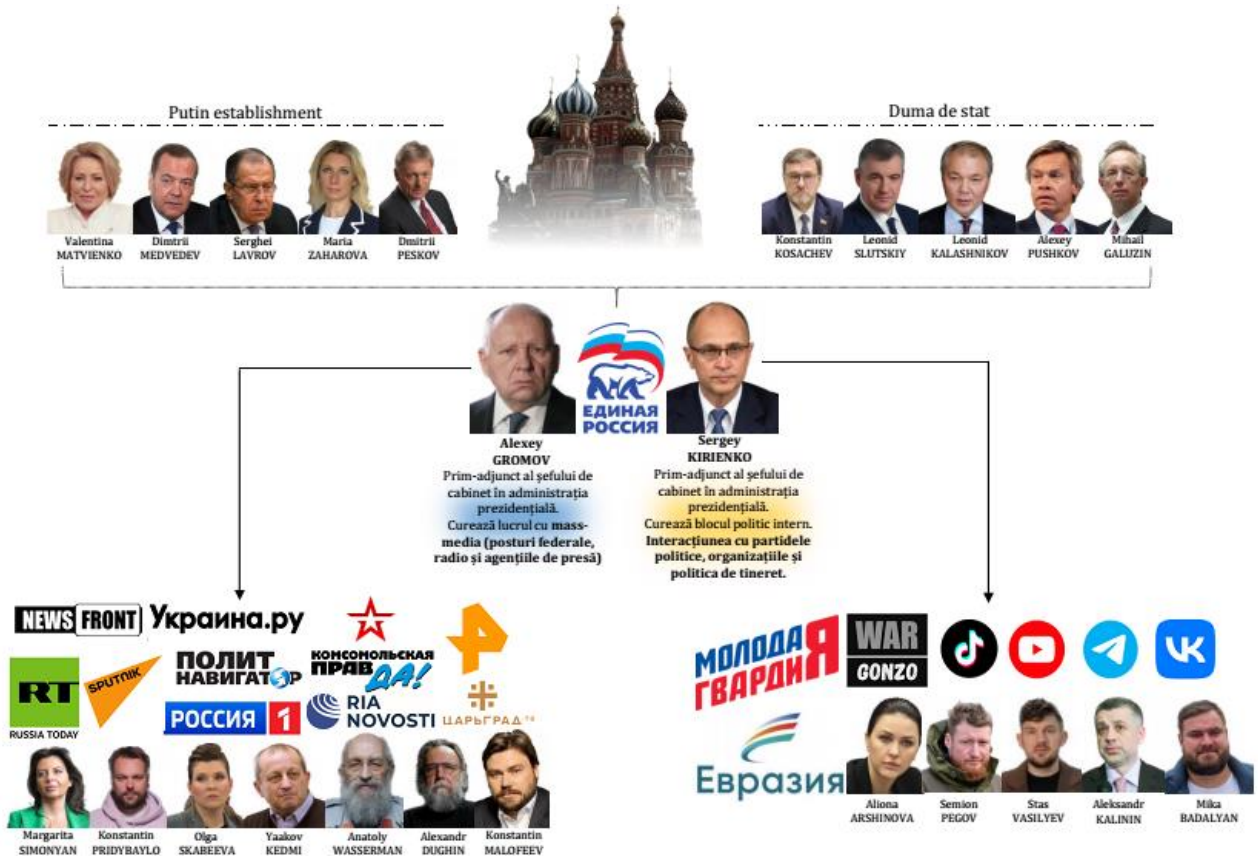 Putin establishment
Duma de stat
Valentina
MATVIENKO
Dimtrii
MEDVEDEV
Serghei
LAVROV
Maria
ZAHAROVA
Dmitrii
PESKOV
Konstantin
KOSACHEV
Leonid
SLUTSKIY
Leonid
KALASHNIKOV
Alexey
PUSHKOV
Mihail
GALUZIN
ЕДИНАЯ
РОССИЯ
Alexey
GROMOV
Prim-adjunct al șefului de
cabinet în administrația
prezidențială.
Curează lucrul cu mass-
media (posturi federale,
radio și agențiile de presă)
Sergey
KIRIENKO
Prim-adjunct al șefului de
cabinet în administrația
prezidențială.
Curează blocul politic intern.
Interacțiunea cu partidele
politice, organizațiile și
politica de tineret.
NEWS FRONT
Украина.ру
RT
RUSSIA TODAY
SPUTNIK
ПОЛИТ
НАВИГАТОР
КОМСОМОЛЬСКАЯ
ПРАВДА!
РОССИЯ 1
RIA
NOVOSTI
ЦАРЬГРАД TV
Margarita
SIMONYAN
Konstantin
PRIDYBAYLO
Olga
SKABEEVA
Yaakov
KEDMI
Anatoly
WASSERMAN
Alexandr
DUGHIN
Konstantin
MALOFEEV
МОЛОДАЯ
ГВАРДИЯ
WAR
GONZO
VK
Евразия
Aliona
ARSHINOVA
Semion
PEGOV
Stas
VASILYEV
Aleksandr
KALININ
Mika
BADALYAN